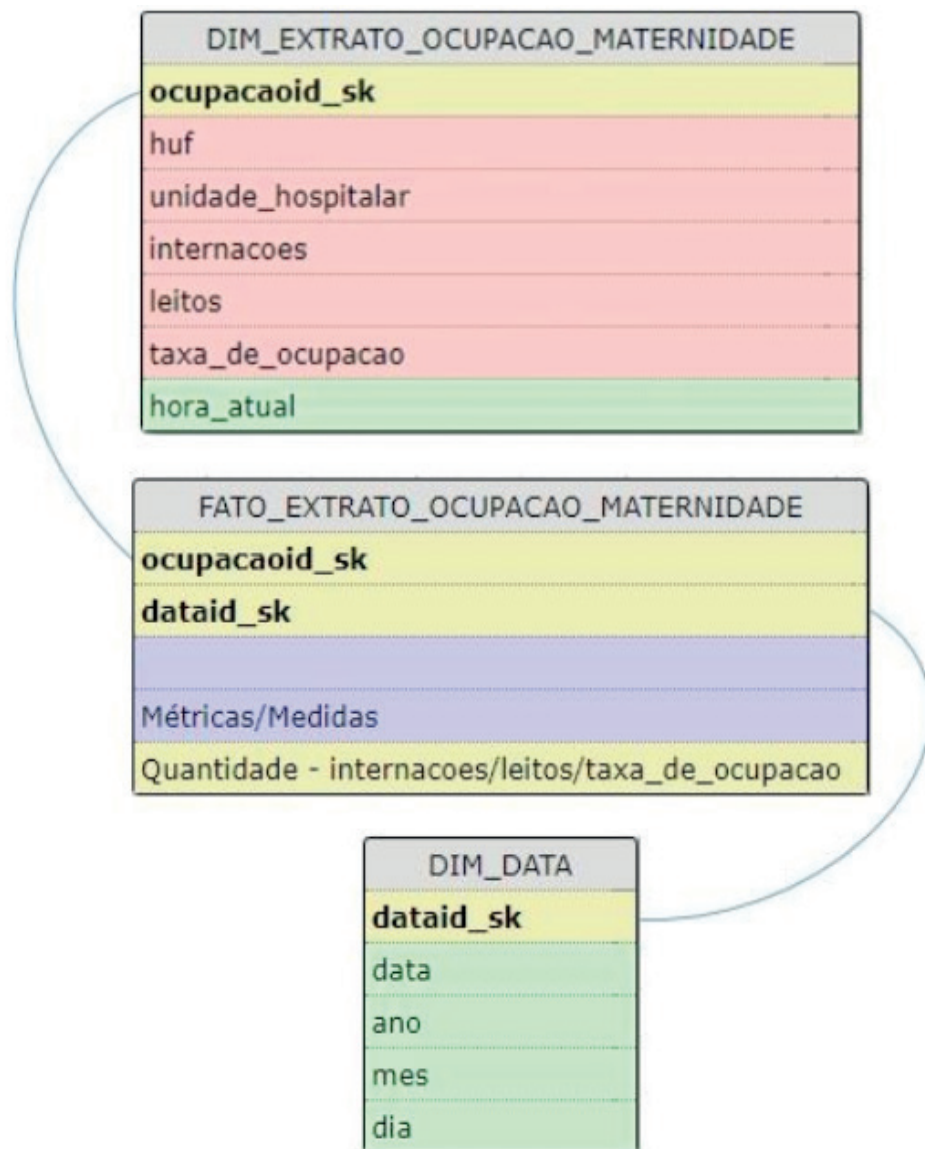 DIM_EXTRATO_OCUPACAO_MATERNIDADE
ocupacaoid_sk
huf
unidade_hospitalar
internacoes
leitos
taxa_de_ocupacao
hora_atual
FATO_EXTRATO_OCUPACAO_MATERNIDADE
ocupacaoid_sk
dataid_sk
Métricas/Medidas
Quantidade - internacoes/leitos/taxa_de_ocupacao
DIM_DATA
dataid_sk
data
ano
mes
dia